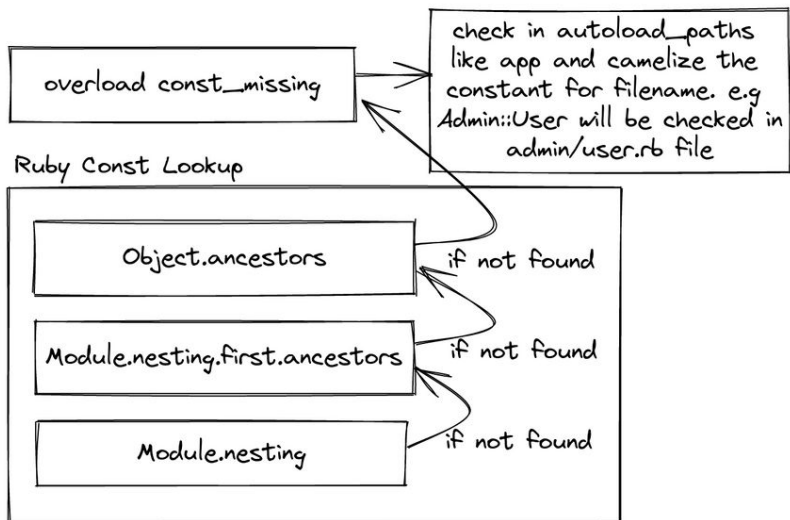 overload const_missing
check in autoload_paths
like app and camelize the
constant for filename. e.g
Admin::User will be checked in
admin/user.rb file
Ruby Const Lookup
Object.ancestors
if not found
Module.nesting.first.ancestors
if not found
Module.nesting
if not found